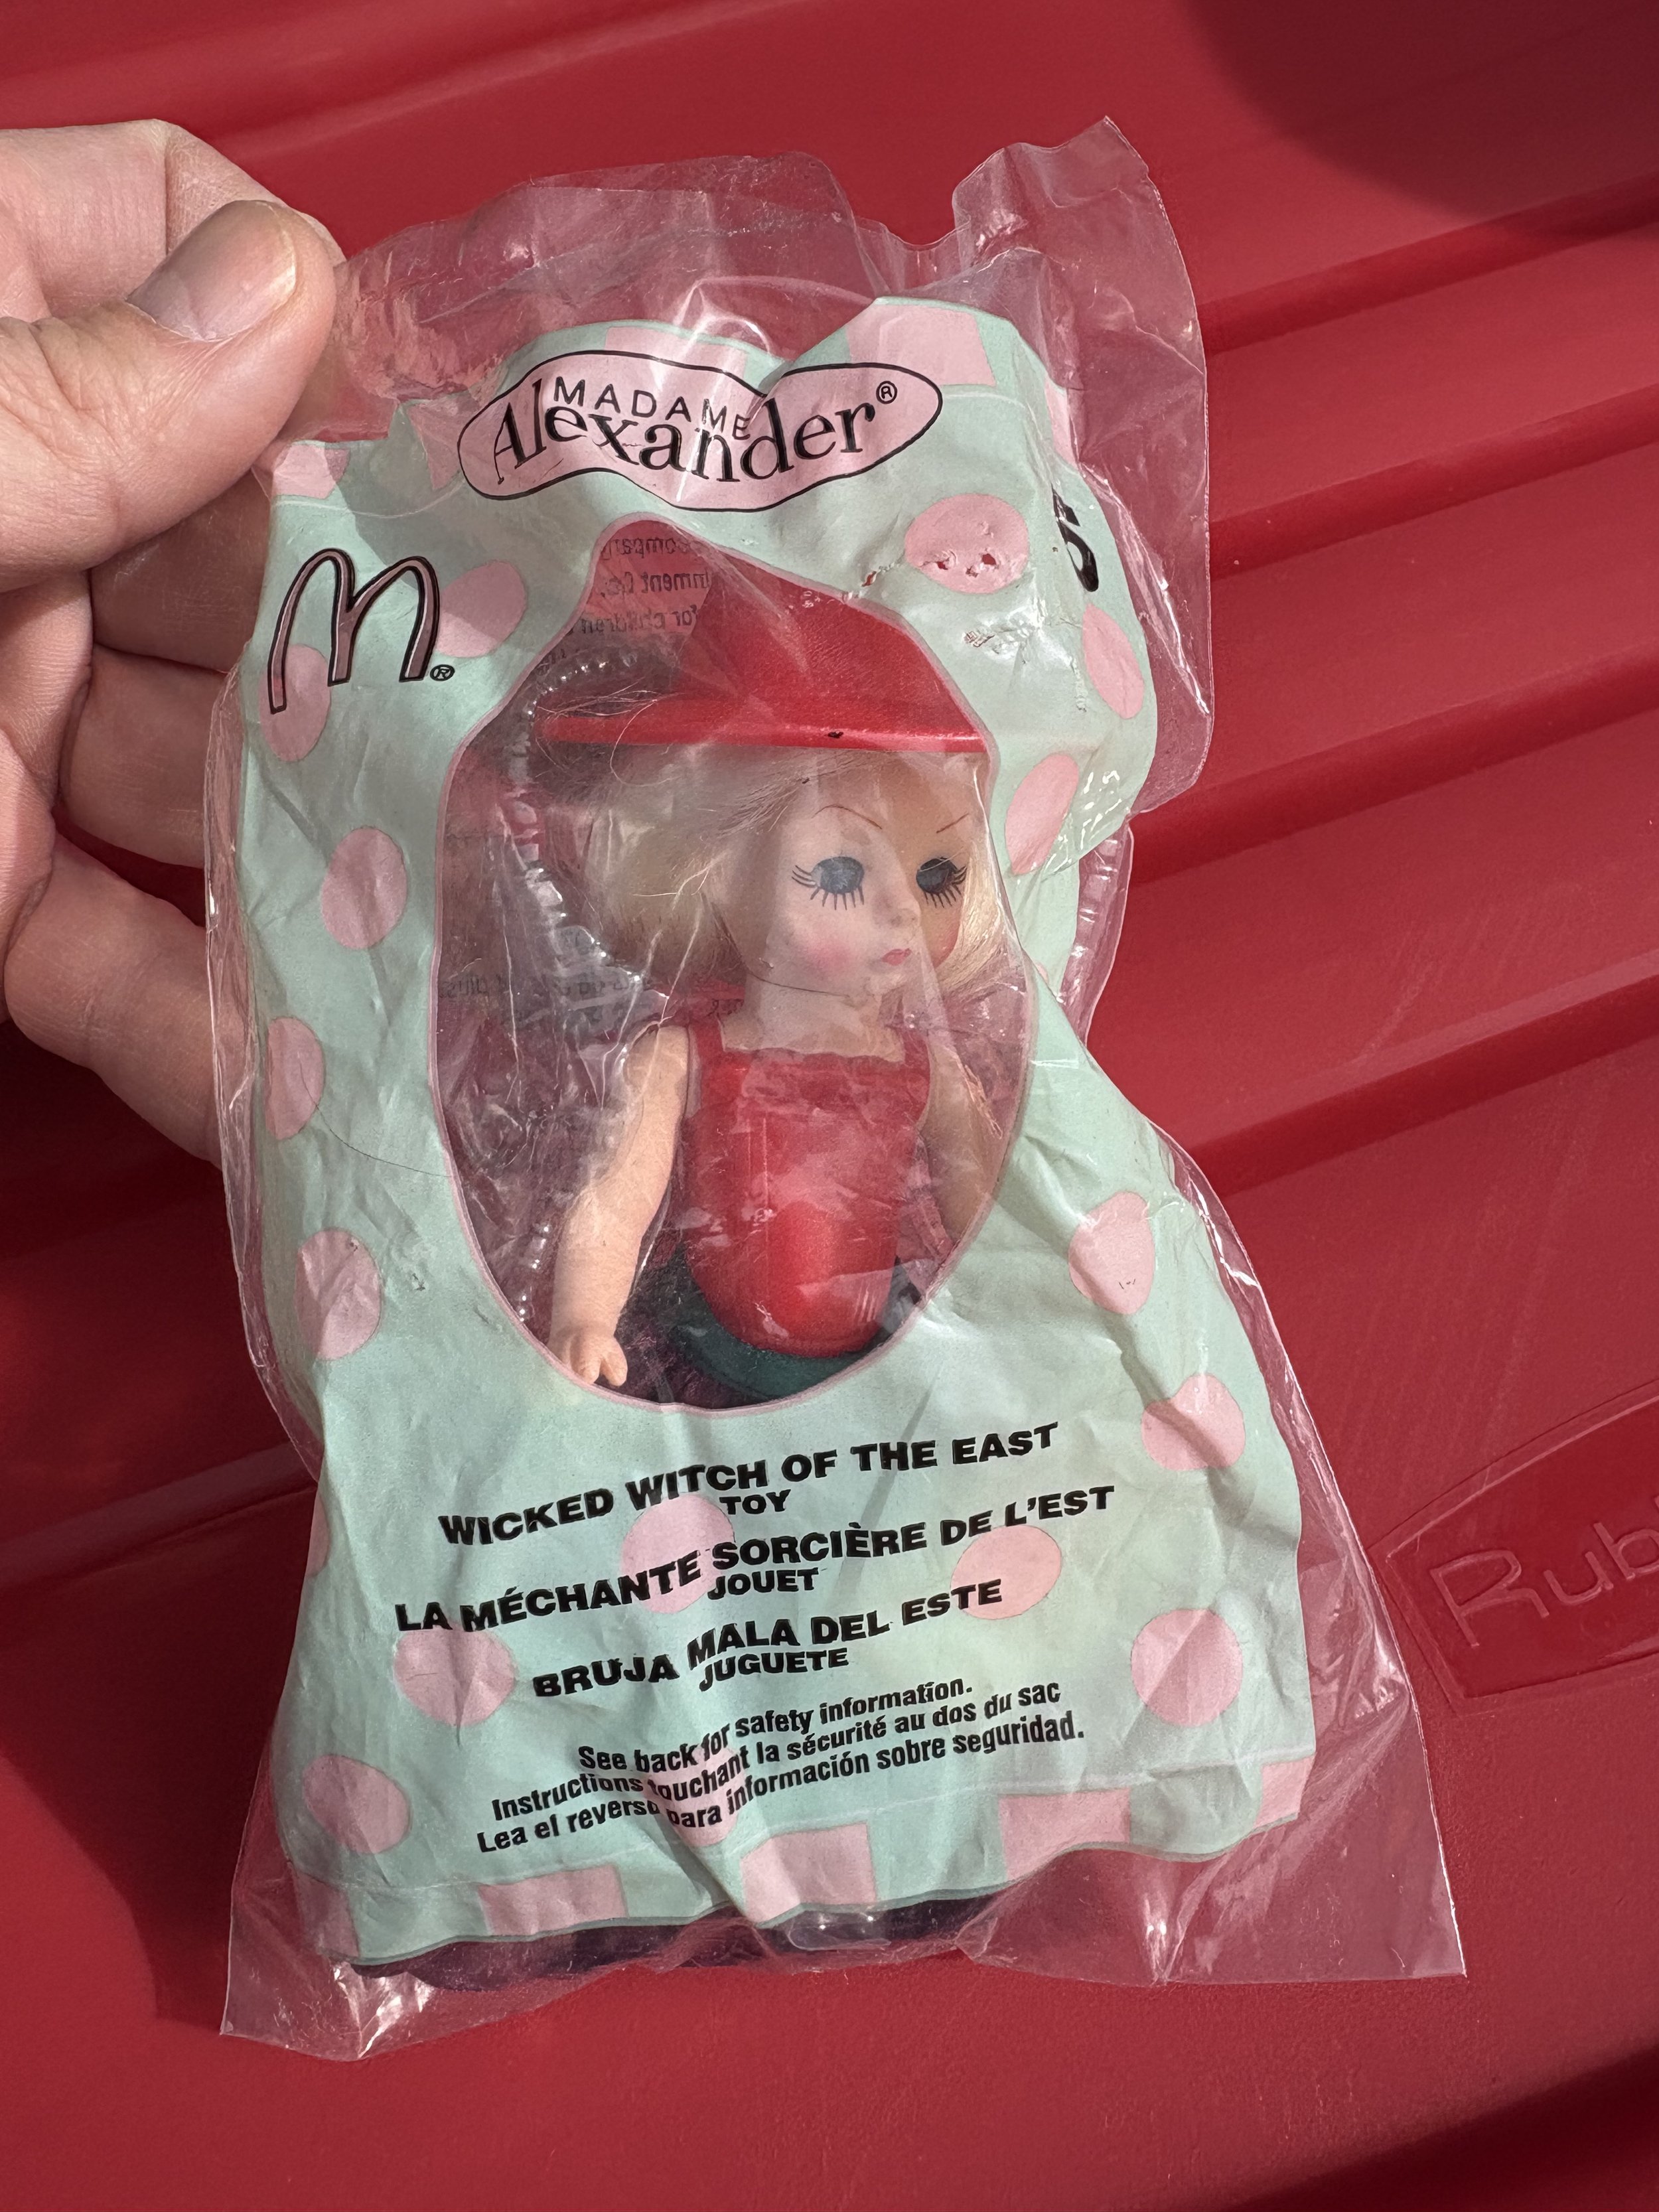 MADAME
Alexander®
M®
5
WICKED WITCH OF THE EAST
TOY
LA MÉCHANTE SORCIÈRE DE L'EST
JOUET
BRUJA MALA DEL ESTE
JUGUETE
See back for safety information.
Instructions touchant la sécurité au dos du sac
Lea el reverso para información sobre seguridad.